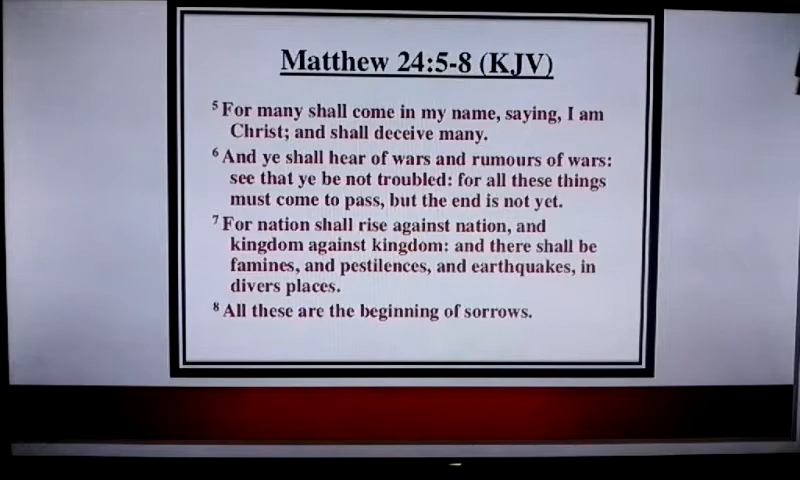 Matthew 24:5-8 (KJV)
5 For many shall come in my name, saying, I am
Christ; and shall deceive many.
6 And ye shall hear of wars and rumours of wars:
see that ye be not troubled: for all these things
must come to pass, but the end is not yet.
7 For nation shall rise against nation, and
kingdom against kingdom: and there shall be
famines, and pestilences, and earthquakes, in
divers places.
8 All these are the beginning of sorrows.